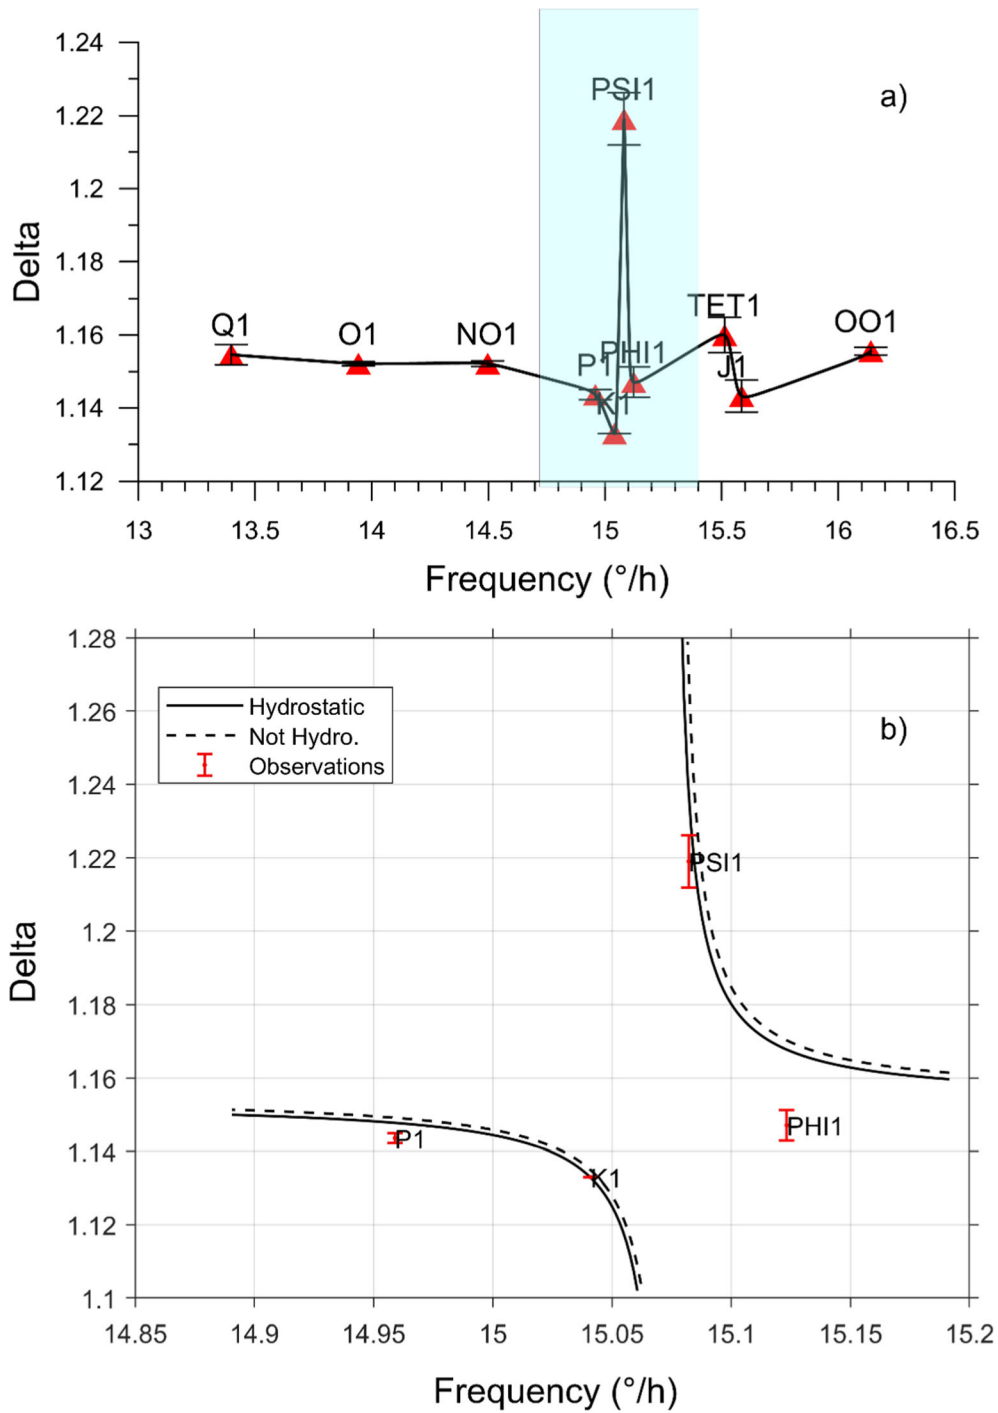 1.24
a)
PSI1
1.22
1.2
Delta
1.18
TET1
Q1
O1
NO1
OO1
1.16
P1
PHI1
J1
1.14
K1
1.12
13
13.5
14
14.5
15
15.5
16
16.5
Frequency (°/h)
1.28
Hydrostatic
Not Hydro.
Observations
b)
1.26
1.24
1.22
PSI1
1.2
Delta
1.18
1.16
1.14
P1
PHI1
K1
1.12
1.1
14.85
14.9
14.95
15
15.05
15.1
15.15
15.2
Frequency (°/h)